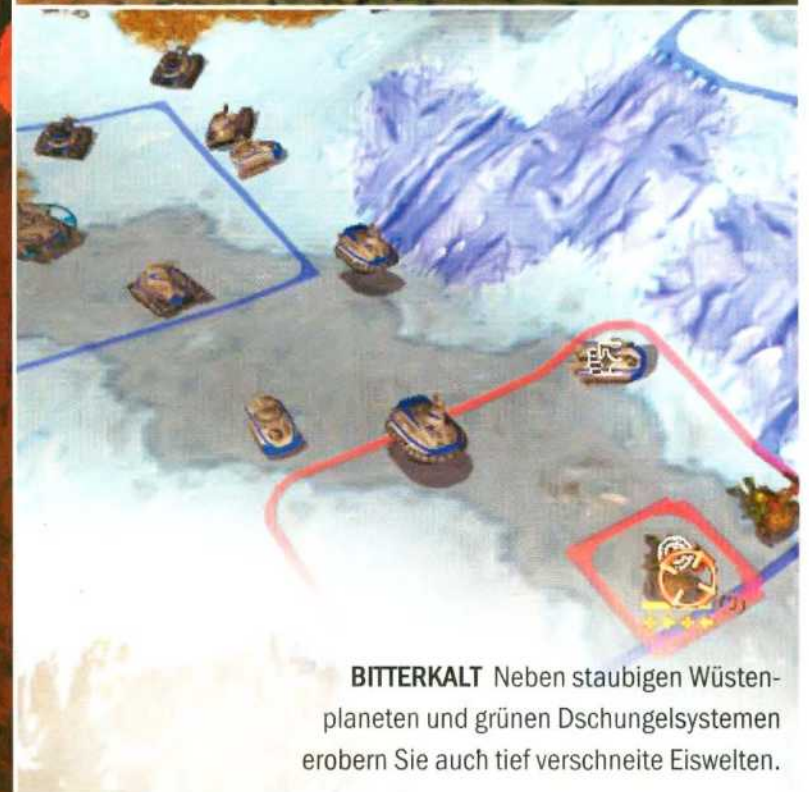 BITTERKALT Neben staubigen Wüsten-
planeten und grünen Dschungelsystemen
erobern Sie auch tief verschneite Eiswelten.